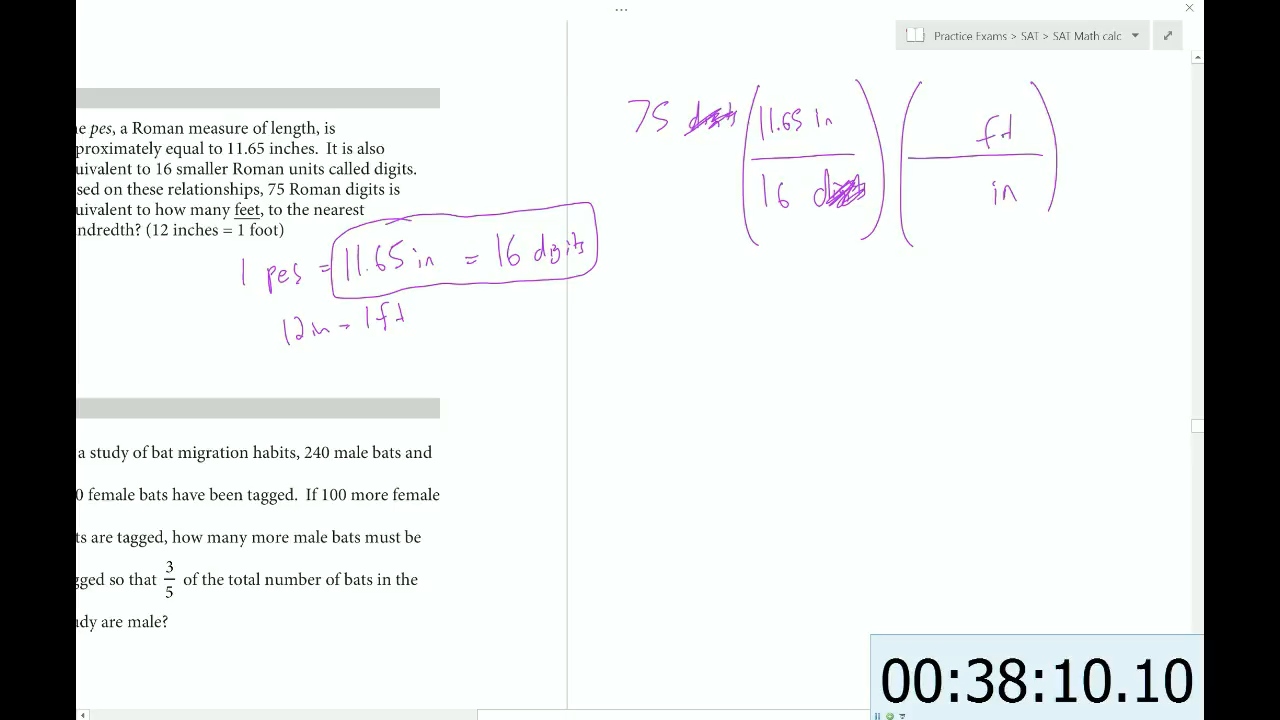 Practice Exams > SAT > SAT Math calc
pes, a Roman measure of length, is
proximately equal to 11.65 inches. It is also
uivalent to 16 smaller Roman units called digits.
sed on these relationships, 75 Roman digits is
uivalent to how many feet, to the nearest
ndredth? (12 inches = 1 foot)
1 pes = 11.65 in = 16 digits
12 in = 1 ft
75 (11.65 in / 16) (ft / in)
a study of bat migration habits, 240 male bats and
0 female bats have been tagged. If 100 more female
ts are tagged, how many more male bats must be
gged so that 3/5 of the total number of bats in the
udy are male?
00:38:10.10